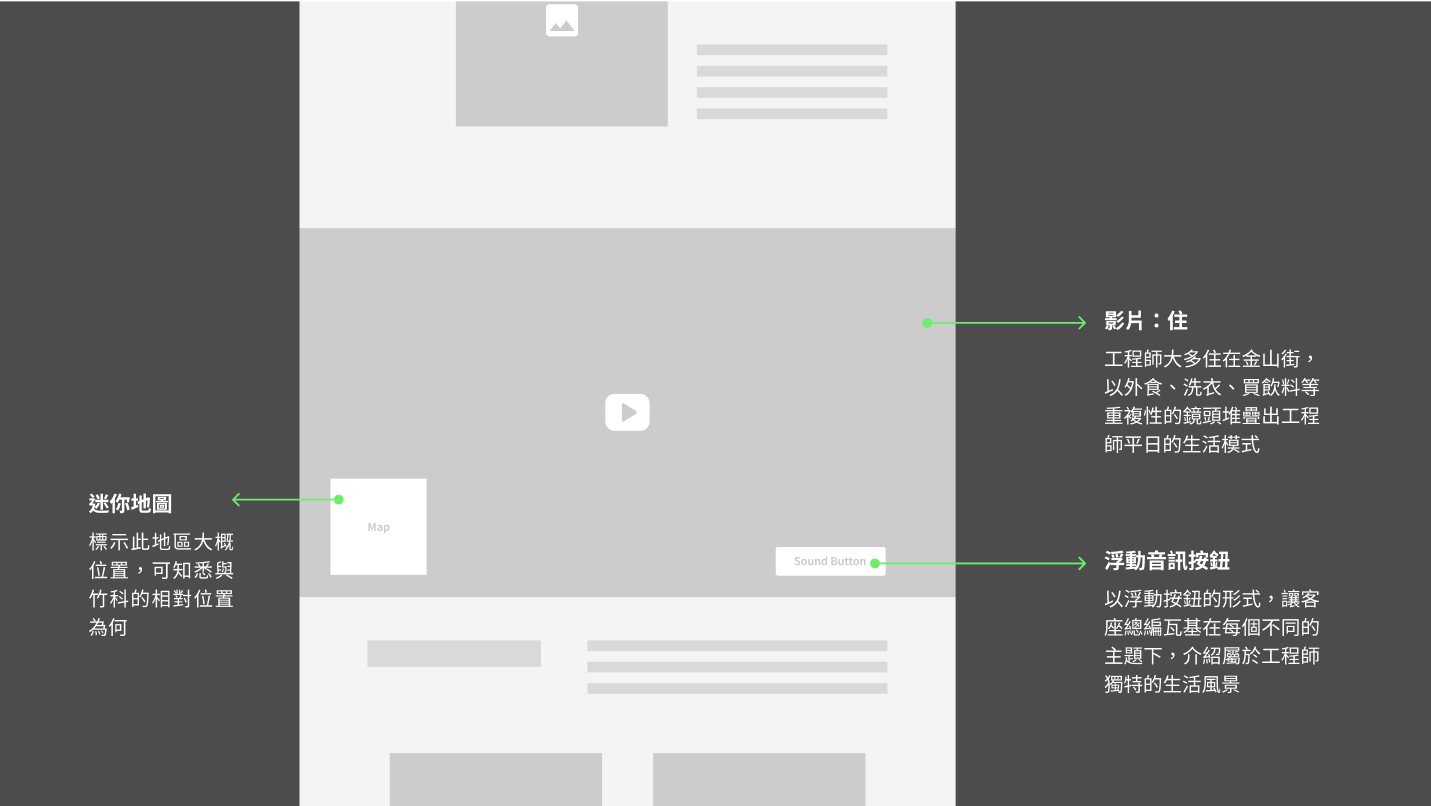 影片：住
工程師大多住在金山街，
以外食、洗衣、買飲料等
重複性的鏡頭堆疊出工程
師平日的生活模式
迷你地圖
標示此地區大概
位置，可知悉與
竹科的相對位置
為何
Map
Sound Button
浮動音訊按鈕
以浮動按鈕的形式，讓客
座總編瓦基在每個不同的
主題下，介紹屬於工程師
獨特的生活風景